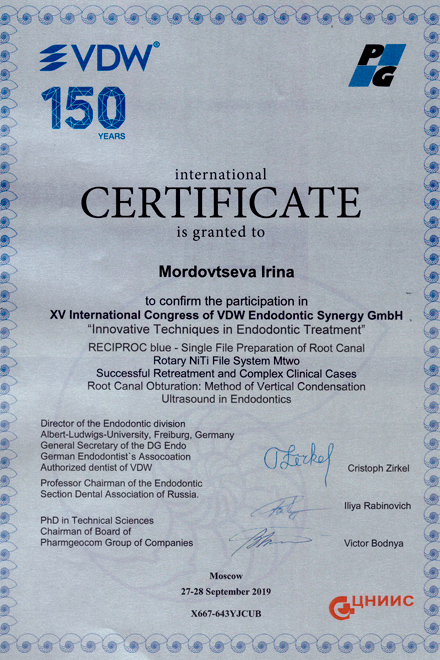 VDW®
150
YEARS
PG
international
CERTIFICATE
is granted to
Mordovtseva Irina
to confirm the participation in
XV International Congress of VDW Endodontic Synergy GmbH
“Innovative Techniques in Endodontic Treatment”
RECIPROC blue - Single File Preparation of Root Canal
Rotary NiTi File System Mtwo
Successful Retreatment and Complex Clinical Cases
Root Canal Obturation: Method of Vertical Condensation
Ultrasound in Endodontics
Director of the Endodontic division
Albert-Ludwigs-University, Freiburg, Germany
General Secretary of the DG Endo
German Endodontist`s Assocoation
Authorized dentist of VDW
Cristoph Zirkel
Professor Chairman of the Endodontic
Section Dental Association of Russia.
Iliya Rabinovich
PhD in Technical Sciences
Chairman of Board of
Pharmgeocom Group of Companies
Victor Bodnya
Moscow
27-28 September 2019
X667-643YJCUB
ЦНИИС